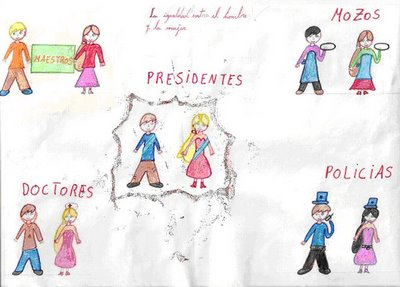 La igualdad entre el hombre
y la mujer
MOZOS
MAESTROS
PRESIDENTES
DOCTORES
POLICIAS